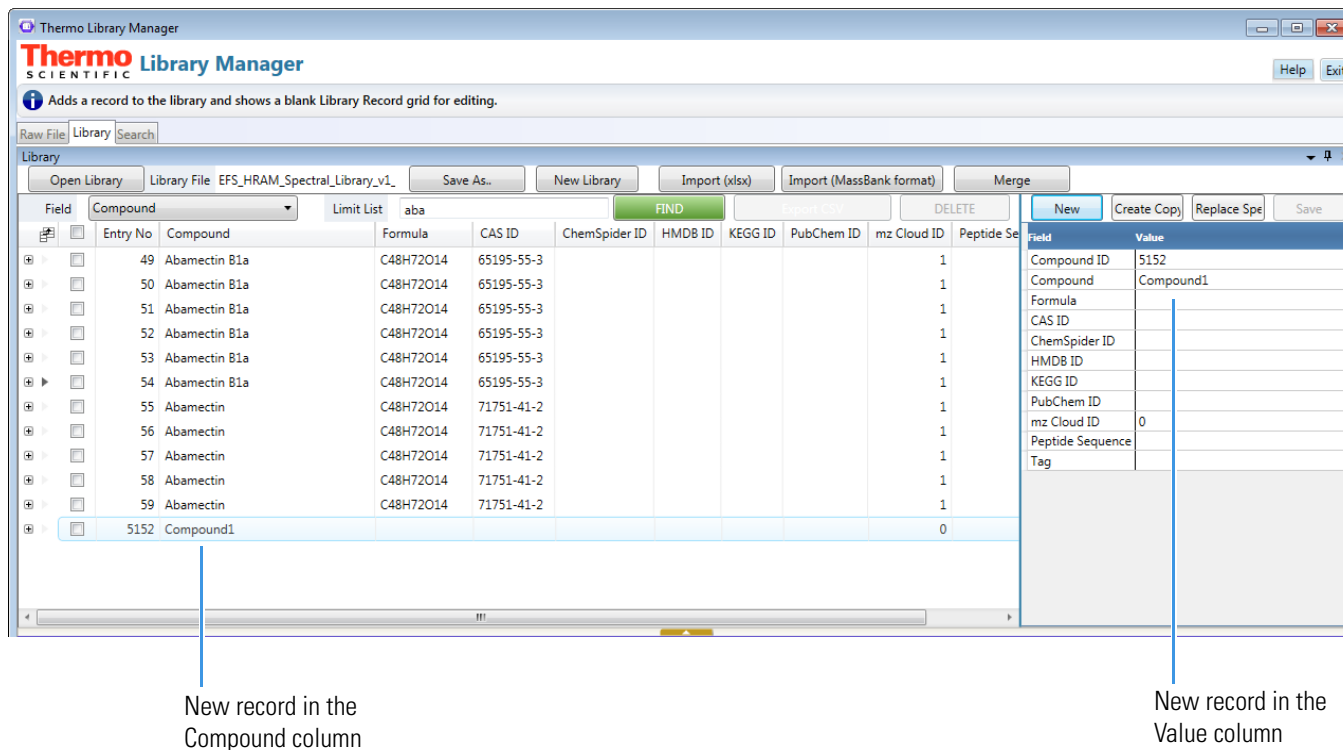 Thermo Library Manager
Thermo
SCIENTIFIC Library Manager
Help Exi
Adds a record to the library and shows a blank Library Record grid for editing.
Raw File Library Search
Library
Open Library Library File EFS_HRAM_Spectral_Library_v1_ Save As.. New Library Import (xlsx) Import (MassBank format) Merge
Field Compound Limit List aba FIND Export CSV DELETE New Create Copy Replace Spe Save
Entry No Compound Formula CAS ID ChemSpider ID HMDB ID KEGG ID PubChem ID mz Cloud ID Peptide Se
49 Abamectin B1a C48H72O14 65195-55-3 1
50 Abamectin B1a C48H72O14 65195-55-3 1
51 Abamectin B1a C48H72O14 65195-55-3 1
52 Abamectin B1a C48H72O14 65195-55-3 1
53 Abamectin B1a C48H72O14 65195-55-3 1
54 Abamectin B1a C48H72O14 65195-55-3 1
55 Abamectin C48H72O14 71751-41-2 1
56 Abamectin C48H72O14 71751-41-2 1
57 Abamectin C48H72O14 71751-41-2 1
58 Abamectin C48H72O14 71751-41-2 1
59 Abamectin C48H72O14 71751-41-2 1
5152 Compound1 0
Field Value
Compound ID 5152
Compound Compound1
Formula
CAS ID
ChemSpider ID
HMDB ID
KEGG ID
PubChem ID
mz Cloud ID 0
Peptide Sequence
Tag
New record in the
Compound column
New record in the
Value column